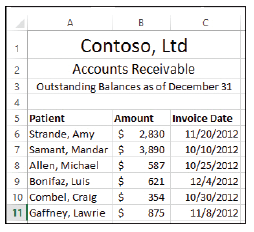 A B C
1 Contoso, Ltd
2 Accounts Receivable
3 Outstanding Balances as of December 31
4
5 Patient Amount Invoice Date
6 Strande, Amy $ 2,830 11/20/2012
7 Samant, Mandar $ 3,890 10/10/2012
8 Allen, Michael $ 587 10/25/2012
9 Bonifaz, Luis $ 621 12/4/2012
10 Combel, Craig $ 354 10/30/2012
11 Gaffney, Lawrie $ 875 11/8/2012